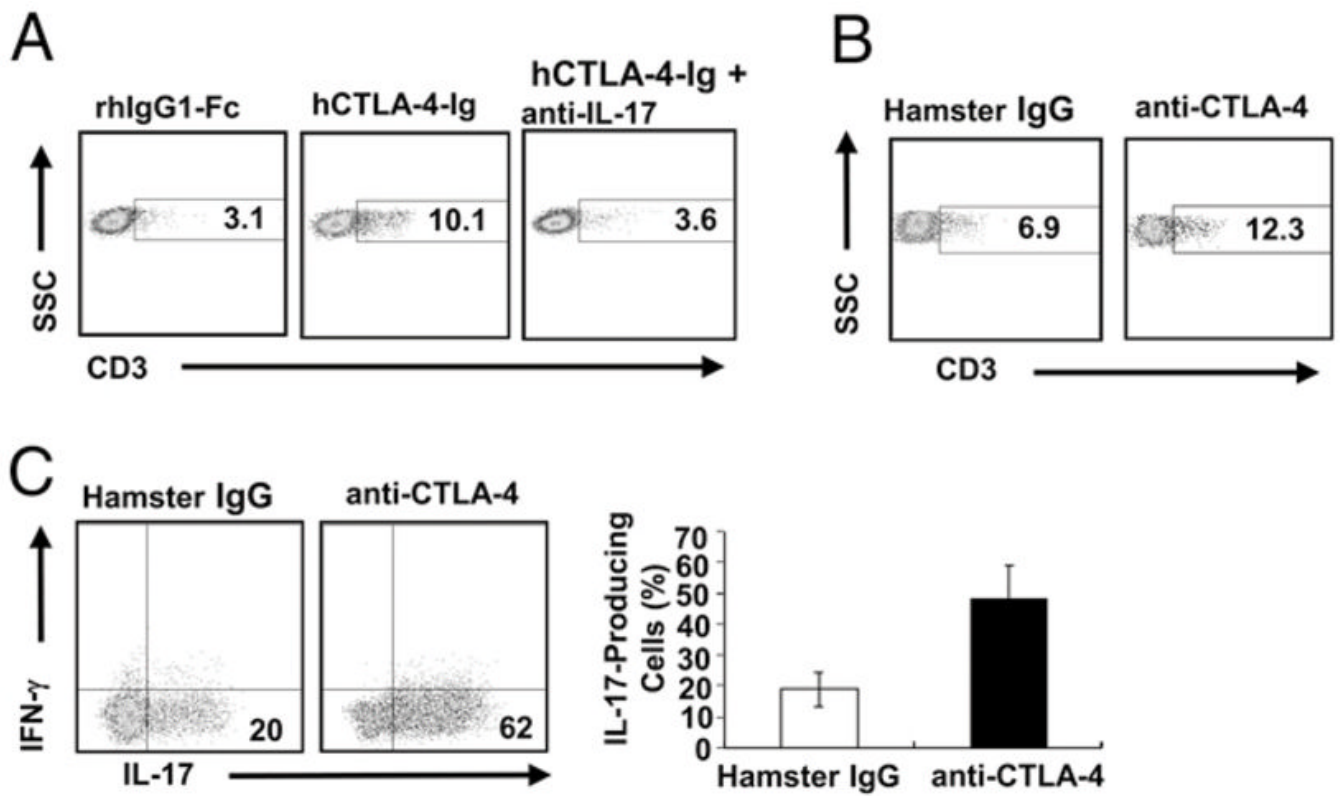 A
B
rhIgG1-Fc
hCTLA-4-Ig
hCTLA-4-Ig +
anti-IL-17
Hamster IgG
anti-CTLA-4
SSC
3.1
10.1
3.6
SSC
6.9
12.3
CD3
CD3
C
Hamster IgG
anti-CTLA-4
IFN-γ
20
62
IL-17
IL-17-Producing
Cells (%)
70
60
50
40
30
20
10
0
Hamster IgG
anti-CTLA-4